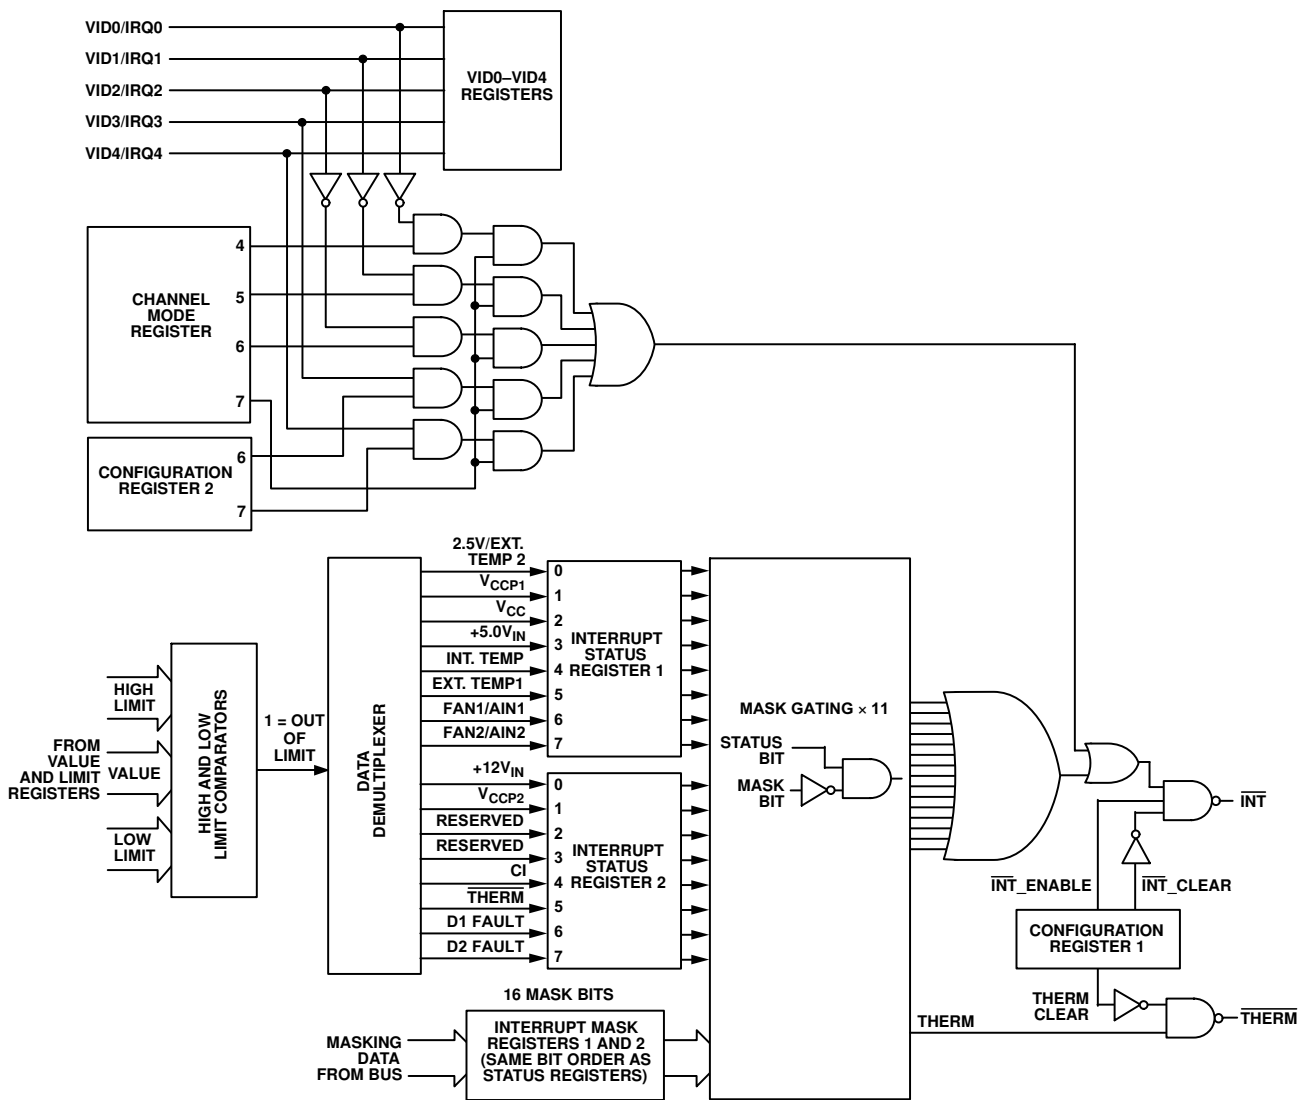 VID0/IRQ0
VID1/IRQ1
VID2/IRQ2
VID3/IRQ3
VID4/IRQ4
VID0–VID4
REGISTERS
CHANNEL
MODE
REGISTER
4
5
6
7
CONFIGURATION
REGISTER 2
6
7
HIGH
LIMIT
FROM
VALUE
AND LIMIT
REGISTERS
VALUE
LOW
LIMIT
HIGH AND LOW
LIMIT COMPARATORS
1 = OUT
OF
LIMIT
DATA
DEMULTIPLEXER
2.5V/EXT.
TEMP 2
VCCP1
VCC
+5.0VIN
INT. TEMP
EXT. TEMP1
FAN1/AIN1
FAN2/AIN2
0
1
2
3
4
5
6
7
INTERRUPT
STATUS
REGISTER 1
+12VIN
VCCP2
RESERVED
RESERVED
CI
THERM
D1 FAULT
D2 FAULT
0
1
2
3
4
5
6
7
INTERRUPT
STATUS
REGISTER 2
16 MASK BITS
MASKING
DATA
FROM BUS
INTERRUPT MASK
REGISTERS 1 AND 2
(SAME BIT ORDER AS
STATUS REGISTERS)
MASK GATING × 11
STATUS
BIT
MASK
BIT
INT
INT_ENABLE
INT_CLEAR
CONFIGURATION
REGISTER 1
THERM
CLEAR
THERM
THERM